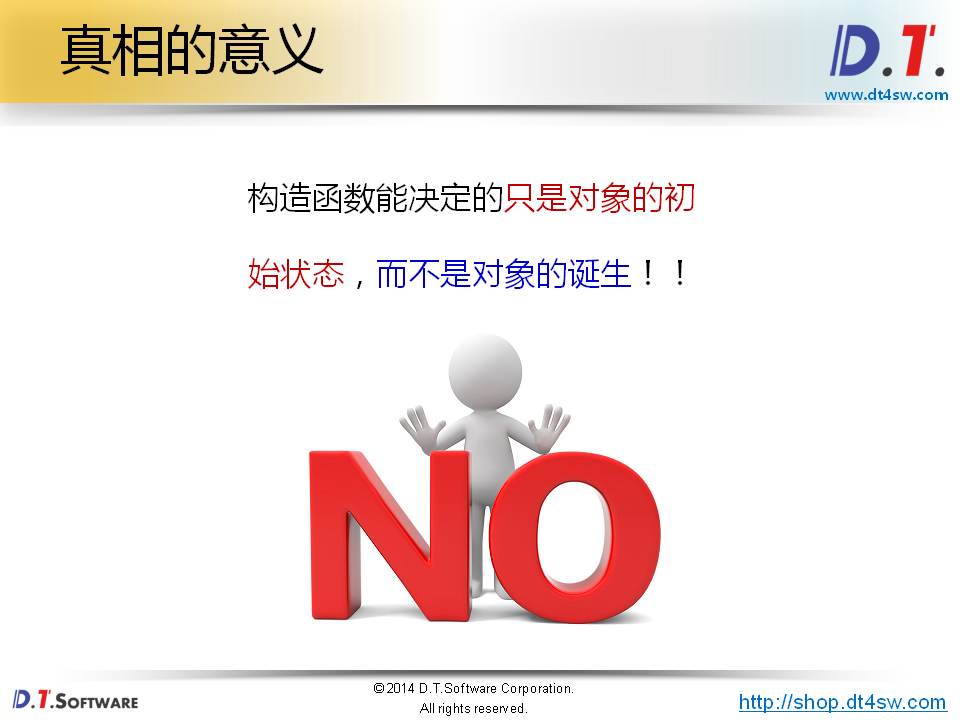 真相的意义
D.T.
www.dt4sw.com
构造函数能决定的只是对象的初
始状态，而不是对象的诞生！！
NO
©2014 D.T.Software Corporation.
All rights reserved.
D.T.SOFTWARE
http://shop.dt4sw.com